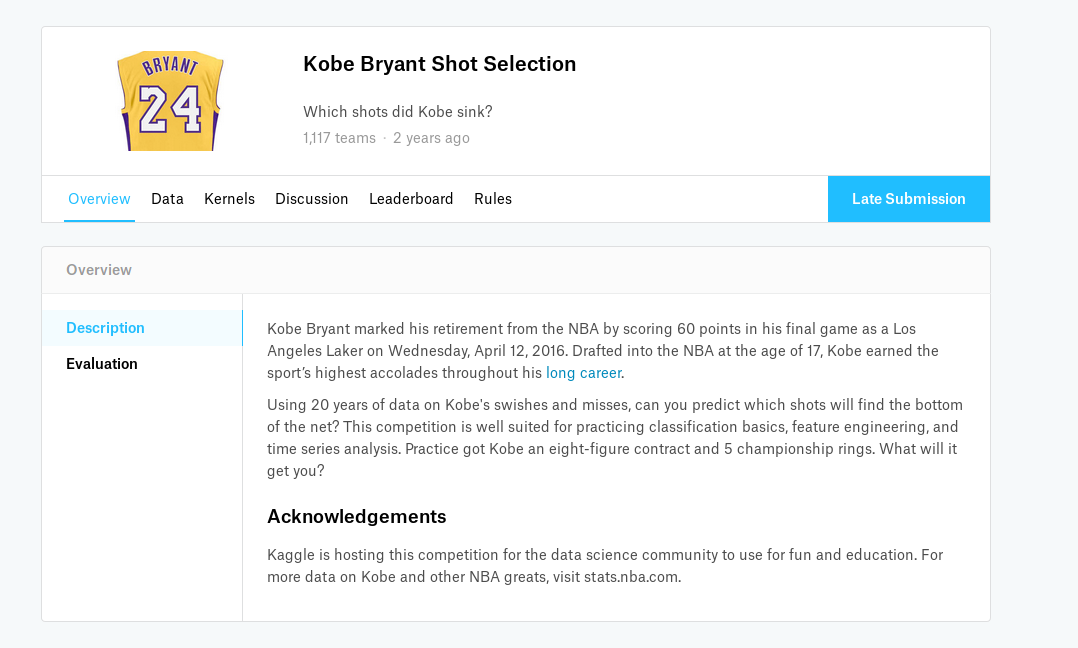 BRYANT
24
Kobe Bryant Shot Selection
Which shots did Kobe sink?
1,117 teams · 2 years ago
Overview Data Kernels Discussion Leaderboard Rules Late Submission
Overview
Description
Evaluation
Kobe Bryant marked his retirement from the NBA by scoring 60 points in his final game as a Los
Angeles Laker on Wednesday, April 12, 2016. Drafted into the NBA at the age of 17, Kobe earned the
sport’s highest accolades throughout his long career.
Using 20 years of data on Kobe's swishes and misses, can you predict which shots will find the bottom
of the net? This competition is well suited for practicing classification basics, feature engineering, and
time series analysis. Practice got Kobe an eight-figure contract and 5 championship rings. What will it
get you?
Acknowledgements
Kaggle is hosting this competition for the data science community to use for fun and education. For
more data on Kobe and other NBA greats, visit stats.nba.com.